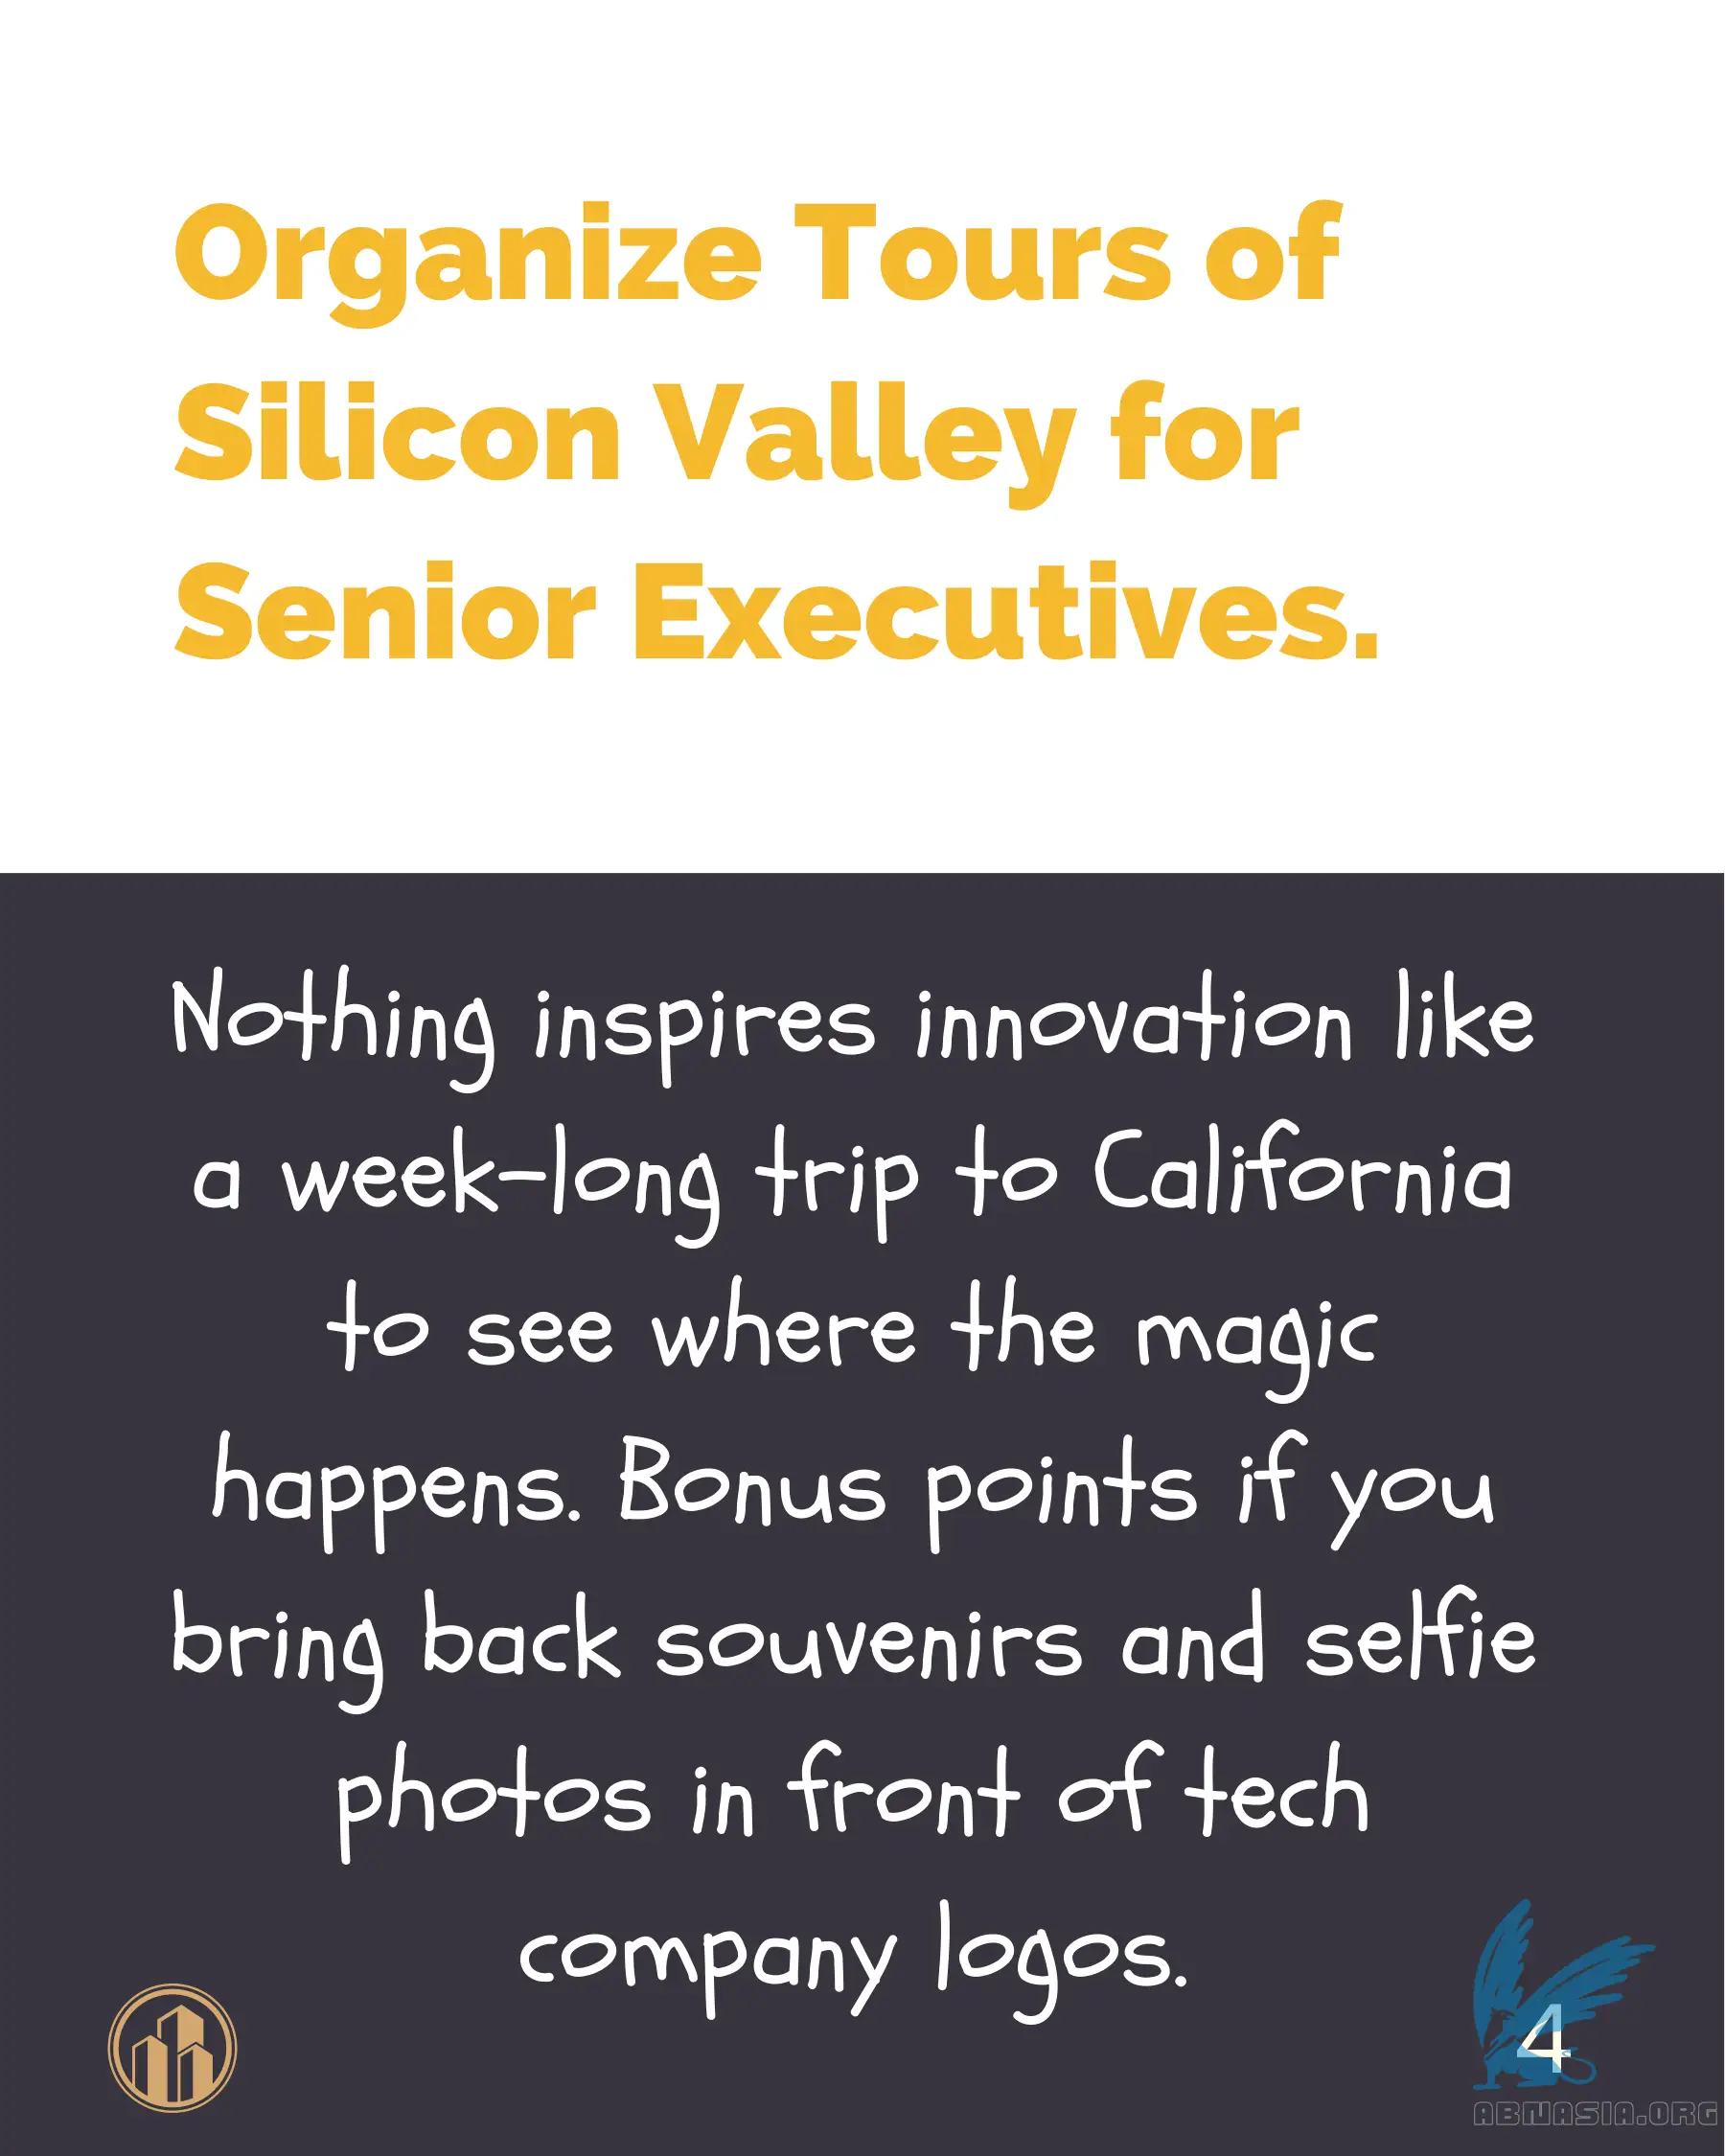 Organize Tours of
Silicon Valley for
Senior Executives.
Nothing inspires innovation like
a week-long trip to California
to see where the magic
happens. Bonus points if you
bring back souvenirs and selfie
photos in front of tech
company logos.
4
ABNASIA.ORG